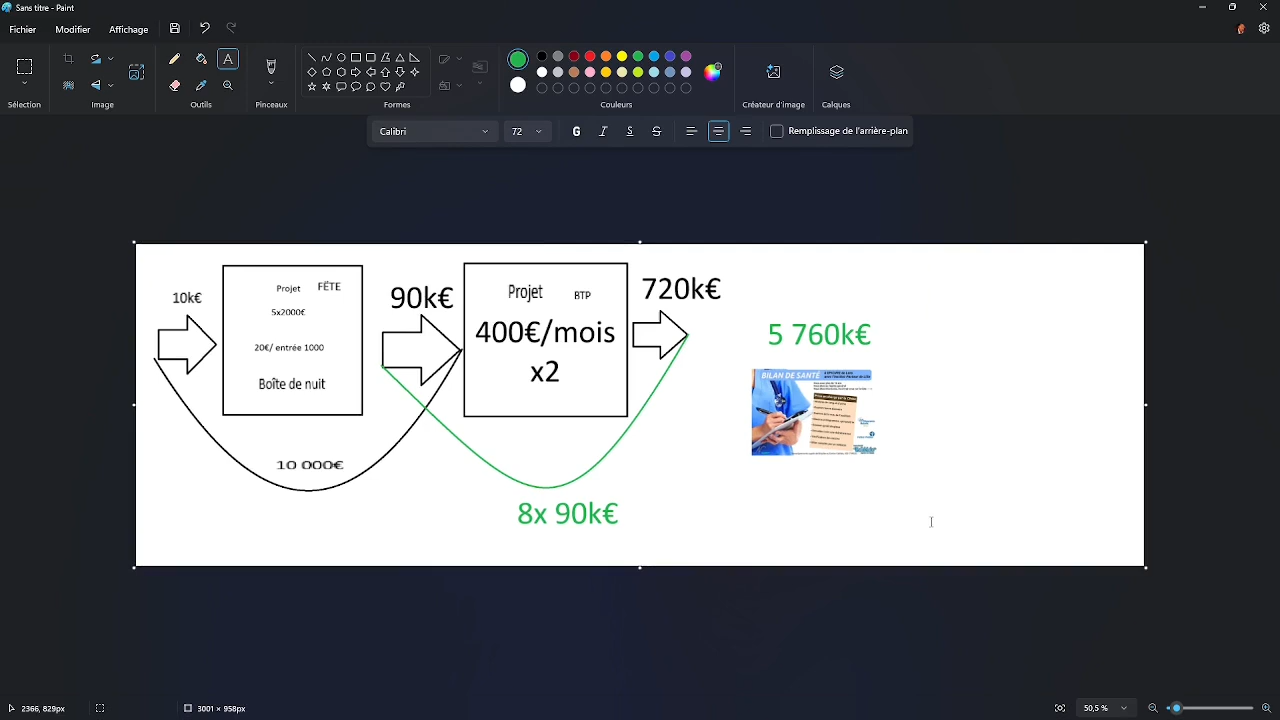 Sans titre - Paint
Fichier Modifier Affichage
Sélection Image Outils Pinceaux Formes Couleurs Créateur d'image Calques
Calibri 72 G I S S Remplissage de l'arrière-plan
10k€
Projet FÊTE
5x2000€
20€/ entrée 1000
Boîte de nuit
10 000€
90k€
Projet BTP
400€/mois
x2
720k€
8x 90k€
5 760k€
BILAN DE SANTÉ
2366, 829px 3001 × 958px 50,5 %